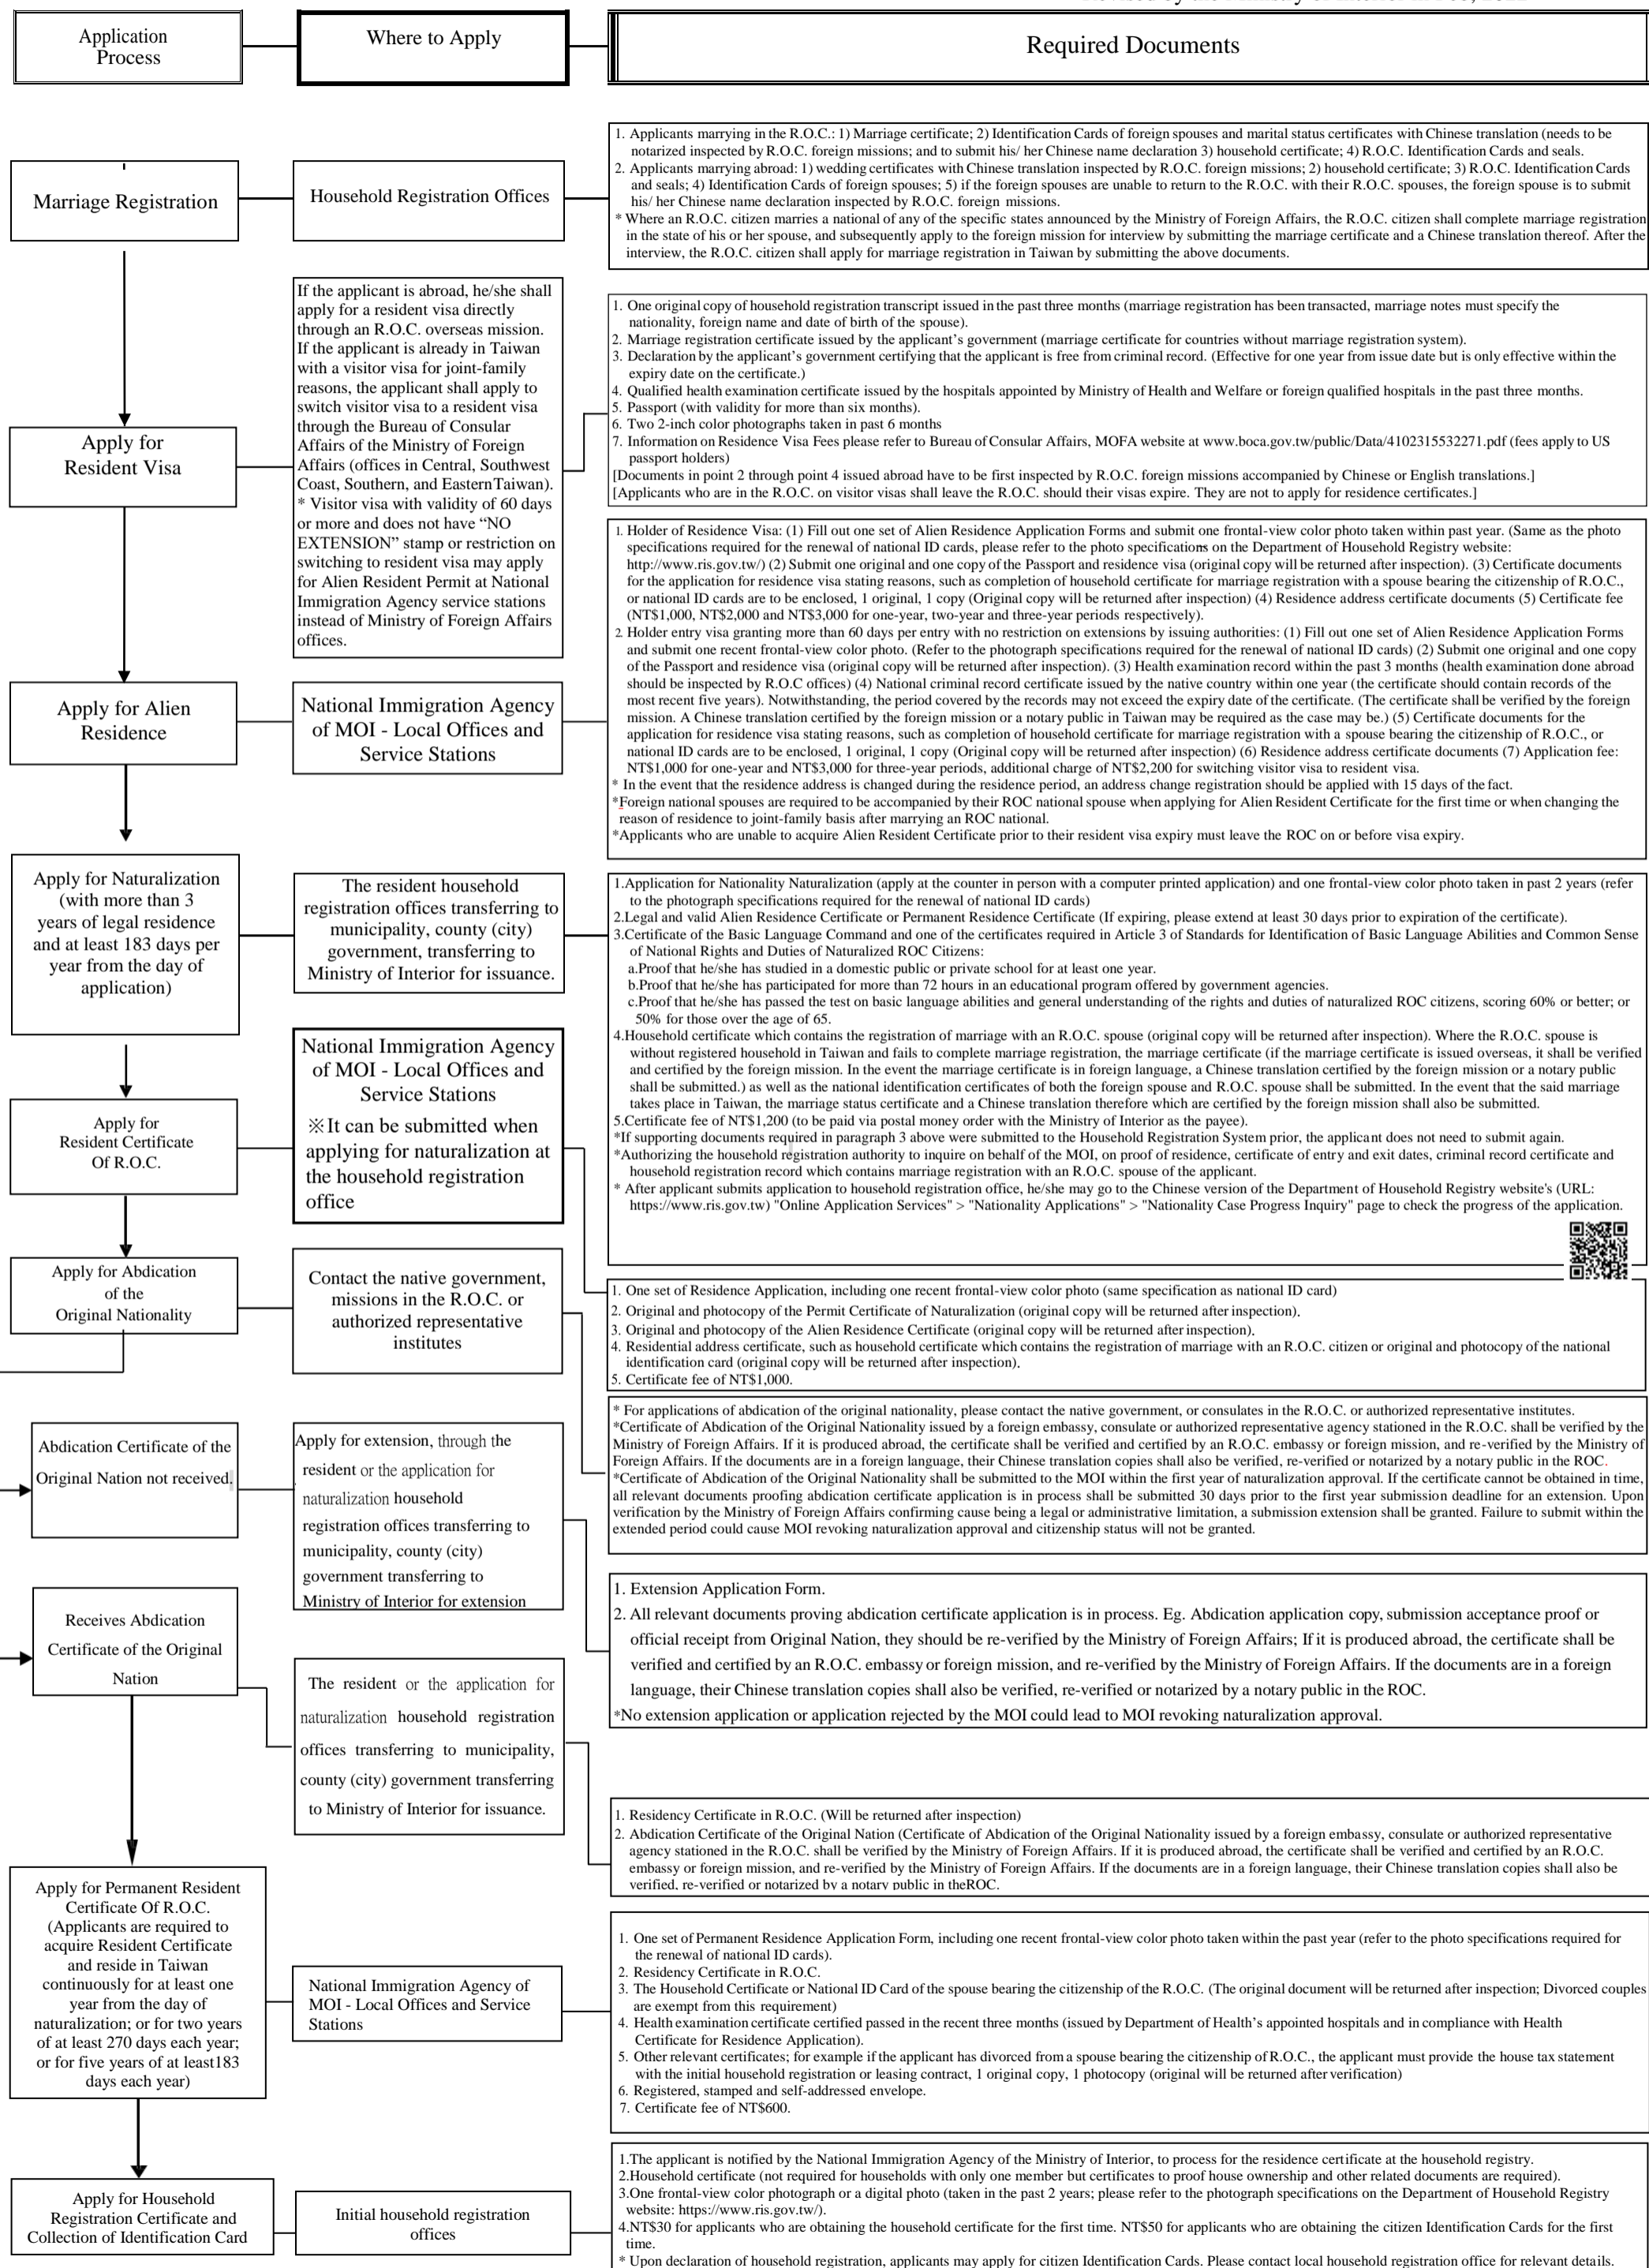 Application
Process
Where to Apply
Required Documents
Marriage Registration
Household Registration Offices
1. Applicants marrying in the R.O.C.: 1) Marriage certificate; 2) Identification Cards of foreign spouses and marital status certificates with Chinese translation (needs to be
notarized inspected by R.O.C. foreign missions; and to submit his/ her Chinese name declaration 3) household certificate; 4) R.O.C. Identification Cards and seals.
2. Applicants marrying abroad: 1) wedding certificates with Chinese translation inspected by R.O.C. foreign missions; 2) household certificate; 3) R.O.C. Identification Cards
and seals; 4) Identification Cards of foreign spouses; 5) if the foreign spouses are unable to return to the R.O.C. with their R.O.C. spouses, the foreign spouse is to submit
his/ her Chinese name declaration inspected by R.O.C. foreign missions.
* Where an R.O.C. citizen marries a national of any of the specific states announced by the Ministry of Foreign Affairs, the R.O.C. citizen shall complete marriage registration
in the state of his or her spouse, and subsequently apply to the foreign mission for interview by submitting the marriage certificate and a Chinese translation thereof. After the
interview, the R.O.C. citizen shall apply for marriage registration in Taiwan by submitting the above documents.
Apply for
Resident Visa
If the applicant is abroad, he/she shall
apply for a resident visa directly
through an R.O.C. overseas mission.
If the applicant is already in Taiwan
with a visitor visa for joint-family
reasons, the applicant shall apply to
switch visitor visa to a resident visa
through the Bureau of Consular
Affairs of the Ministry of Foreign
Affairs (offices in Central, Southwest
Coast, Southern, and EasternTaiwan).
* Visitor visa with validity of 60 days
or more and does not have “NO
EXTENSION” stamp or restriction on
switching to resident visa may apply
for Alien Resident Permit at National
Immigration Agency service stations
instead of Ministry of Foreign Affairs
offices.
1. One original copy of household registration transcript issued in the past three months (marriage registration has been transacted, marriage notes must specify the
nationality, foreign name and date of birth of the spouse).
2. Marriage registration certificate issued by the applicant’s government (marriage certificate for countries without marriage registration system).
3. Declaration by the applicant’s government certifying that the applicant is free from criminal record. (Effective for one year from issue date but is only effective within the
expiry date on the certificate.)
4. Qualified health examination certificate issued by the hospitals appointed by Ministry of Health and Welfare or foreign qualified hospitals in the past three months.
5. Passport (with validity for more than six months).
6. Two 2-inch color photographs taken in past 6 months
7. Information on Residence Visa Fees please refer to Bureau of Consular Affairs, MOFA website at www.boca.gov.tw/public/Data/4102315532271.pdf (fees apply to US
passport holders)
[Documents in point 2 through point 4 issued abroad have to be first inspected by R.O.C. foreign missions accompanied by Chinese or English translations.]
[Applicants who are in the R.O.C. on visitor visas shall leave the R.O.C. should their visas expire. They are not to apply for residence certificates.]
Apply for Alien
Residence
National Immigration Agency
of MOI - Local Offices and
Service Stations
1. Holder of Residence Visa: (1) Fill out one set of Alien Residence Application Forms and submit one frontal-view color photo taken within past year. (Same as the photo
specifications required for the renewal of national ID cards, please refer to the photo specifications on the Department of Household Registry website:
http://www.ris.gov.tw/) (2) Submit one original and one copy of the Passport and residence visa (original copy will be returned after inspection). (3) Certificate documents
for the application for residence visa stating reasons, such as completion of household certificate for marriage registration with a spouse bearing the citizenship of R.O.C.,
or national ID cards are to be enclosed, 1 original, 1 copy (Original copy will be returned after inspection) (4) Residence address certificate documents (5) Certificate fee
(NT$1,000, NT$2,000 and NT$3,000 for one-year, two-year and three-year periods respectively).
2. Holder entry visa granting more than 60 days per entry with no restriction on extensions by issuing authorities: (1) Fill out one set of Alien Residence Application Forms
and submit one recent frontal-view color photo. (Refer to the photograph specifications required for the renewal of national ID cards) (2) Submit one original and one copy
of the Passport and residence visa (original copy will be returned after inspection). (3) Health examination record within the past 3 months (health examination done abroad
should be inspected by R.O.C offices) (4) National criminal record certificate issued by the native country within one year (the certificate should contain records of the
most recent five years). Notwithstanding, the period covered by the records may not exceed the expiry date of the certificate. (The certificate shall be verified by the foreign
mission. A Chinese translation certified by the foreign mission or a notary public in Taiwan may be required as the case may be.) (5) Certificate documents for the
application for residence visa stating reasons, such as completion of household certificate for marriage registration with a spouse bearing the citizenship of R.O.C., or
national ID cards are to be enclosed, 1 original, 1 copy (Original copy will be returned after inspection) (6) Residence address certificate documents (7) Application fee:
NT$1,000 for one-year and NT$3,000 for three-year periods, additional charge of NT$2,200 for switching visitor visa to resident visa.
* In the event that the residence address is changed during the residence period, an address change registration should be applied with 15 days of the fact.
*Foreign national spouses are required to be accompanied by their ROC national spouse when applying for Alien Resident Certificate for the first time or when changing the
reason of residence to joint-family basis after marrying an ROC national.
*Applicants who are unable to acquire Alien Resident Certificate prior to their resident visa expiry must leave the ROC on or before visa expiry.
Apply for Naturalization
(with more than 3
years of legal residence
and at least 183 days per
year from the day of
application)
The resident household
registration offices transferring to
municipality, county (city)
government, transferring to
Ministry of Interior for issuance.
1.Application for Nationality Naturalization (apply at the counter in person with a computer printed application) and one frontal-view color photo taken in past 2 years (refer
to the photograph specifications required for the renewal of national ID cards)
2.Legal and valid Alien Residence Certificate or Permanent Residence Certificate (If expiring, please extend at least 30 days prior to expiration of the certificate).
3.Certificate of the Basic Language Command and one of the certificates required in Article 3 of Standards for Identification of Basic Language Abilities and Common Sense
of National Rights and Duties of Naturalized ROC Citizens:
a.Proof that he/she has studied in a domestic public or private school for at least one year.
b.Proof that he/she has participated for more than 72 hours in an educational program offered by government agencies.
c.Proof that he/she has passed the test on basic language abilities and general understanding of the rights and duties of naturalized ROC citizens, scoring 60% or better; or
50% for those over the age of 65.
4.Household certificate which contains the registration of marriage with an R.O.C. spouse (original copy will be returned after inspection). Where the R.O.C. spouse is
without registered household in Taiwan and fails to complete marriage registration, the marriage certificate (if the marriage certificate is issued overseas, it shall be verified
and certified by the foreign mission. In the event the marriage certificate is in foreign language, a Chinese translation certified by the foreign mission or a notary public
shall be submitted.) as well as the national identification certificates of both the foreign spouse and R.O.C. spouse shall be submitted. In the event that the said marriage
takes place in Taiwan, the marriage status certificate and a Chinese translation therefore which are certified by the foreign mission shall also be submitted.
5.Certificate fee of NT$1,200 (to be paid via postal money order with the Ministry of Interior as the payee).
*If supporting documents required in paragraph 3 above were submitted to the Household Registration System prior, the applicant does not need to submit again.
*Authorizing the household registration authority to inquire on behalf of the MOI, on proof of residence, certificate of entry and exit dates, criminal record certificate and
household registration record which contains marriage registration with an R.O.C. spouse of the applicant.
* After applicant submits application to household registration office, he/she may go to the Chinese version of the Department of Household Registry website's (URL:
https://www.ris.gov.tw) "Online Application Services" > "Nationality Applications" > "Nationality Case Progress Inquiry" page to check the progress of the application.
Apply for
Resident Certificate
Of R.O.C.
National Immigration Agency
of MOI - Local Offices and
Service Stations
※It can be submitted when
applying for naturalization at
the household registration
office
1. One set of Residence Application, including one recent frontal-view color photo (same specification as national ID card)
2. Original and photocopy of the Permit Certificate of Naturalization (original copy will be returned after inspection).
3. Original and photocopy of the Alien Residence Certificate (original copy will be returned after inspection).
4. Residential address certificate, such as household certificate which contains the registration of marriage with an R.O.C. citizen or original and photocopy of the national
identification card (original copy will be returned after inspection).
5. Certificate fee of NT$1,000.
Apply for Abdication
of the
Original Nationality
Contact the native government,
missions in the R.O.C. or
authorized representative
institutes
* For applications of abdication of the original nationality, please contact the native government, or consulates in the R.O.C. or authorized representative institutes.
*Certificate of Abdication of the Original Nationality issued by a foreign embassy, consulate or authorized representative agency stationed in the R.O.C. shall be verified by the
Ministry of Foreign Affairs. If it is produced abroad, the certificate shall be verified and certified by an R.O.C. embassy or foreign mission, and re-verified by the Ministry of
Foreign Affairs. If the documents are in a foreign language, their Chinese translation copies shall also be verified, re-verified or notarized by a notary public in the ROC.
*Certificate of Abdication of the Original Nationality shall be submitted to the MOI within the first year of naturalization approval. If the certificate cannot be obtained in time,
all relevant documents proofing abdication certificate application is in process shall be submitted 30 days prior to the first year submission deadline for an extension. Upon
verification by the Ministry of Foreign Affairs confirming cause being a legal or administrative limitation, a submission extension shall be granted. Failure to submit within the
extended period could cause MOI revoking naturalization approval and citizenship status will not be granted.
Abdication Certificate of the
Original Nation not received.
Apply for extension, through the
resident or the application for
naturalization household
registration offices transferring to
municipality, county (city)
government transferring to
Ministry of Interior for extension
1. Extension Application Form.
2. All relevant documents proving abdication certificate application is in process. Eg. Abdication application copy, submission acceptance proof or
official receipt from Original Nation, they should be re-verified by the Ministry of Foreign Affairs; If it is produced abroad, the certificate shall be
verified and certified by an R.O.C. embassy or foreign mission, and re-verified by the Ministry of Foreign Affairs. If the documents are in a foreign
language, their Chinese translation copies shall also be verified, re-verified or notarized by a notary public in the ROC.
*No extension application or application rejected by the MOI could lead to MOI revoking naturalization approval.
Receives Abdication
Certificate of the Original
Nation
The resident or the application for
naturalization household registration
offices transferring to municipality,
county (city) government transferring
to Ministry of Interior for issuance.
1. Residency Certificate in R.O.C. (Will be returned after inspection)
2. Abdication Certificate of the Original Nation (Certificate of Abdication of the Original Nationality issued by a foreign embassy, consulate or authorized representative
agency stationed in the R.O.C. shall be verified by the Ministry of Foreign Affairs. If it is produced abroad, the certificate shall be verified and certified by an R.O.C.
embassy or foreign mission, and re-verified by the Ministry of Foreign Affairs. If the documents are in a foreign language, their Chinese translation copies shall also be
verified, re-verified or notarized by a notary public in theROC.
Apply for Permanent Resident
Certificate Of R.O.C.
(Applicants are required to
acquire Resident Certificate
and reside in Taiwan
continuously for at least one
year from the day of
naturalization; or for two years
of at least 270 days each year;
or for five years of at least183
days each year)
National Immigration Agency of
MOI - Local Offices and Service
Stations
1. One set of Permanent Residence Application Form, including one recent frontal-view color photo taken within the past year (refer to the photo specifications required for
the renewal of national ID cards).
2. Residency Certificate in R.O.C.
3. The Household Certificate or National ID Card of the spouse bearing the citizenship of the R.O.C. (The original document will be returned after inspection; Divorced couples
are exempt from this requirement)
4. Health examination certificate certified passed in the recent three months (issued by Department of Health’s appointed hospitals and in compliance with Health
Certificate for Residence Application).
5. Other relevant certificates; for example if the applicant has divorced from a spouse bearing the citizenship of R.O.C., the applicant must provide the house tax statement
with the initial household registration or leasing contract, 1 original copy, 1 photocopy (original will be returned after verification)
6. Registered, stamped and self-addressed envelope.
7. Certificate fee of NT$600.
Apply for Household
Registration Certificate and
Collection of Identification Card
Initial household registration
offices
1.The applicant is notified by the National Immigration Agency of the Ministry of Interior, to process for the residence certificate at the household registry.
2.Household certificate (not required for households with only one member but certificates to proof house ownership and other related documents are required).
3.One frontal-view color photograph or a digital photo (taken in the past 2 years; please refer to the photograph specifications on the Department of Household Registry
website: https://www.ris.gov.tw/).
4.NT$30 for applicants who are obtaining the household certificate for the first time. NT$50 for applicants who are obtaining the citizen Identification Cards for the first
time.
* Upon declaration of household registration, applicants may apply for citizen Identification Cards. Please contact local household registration office for relevant details.